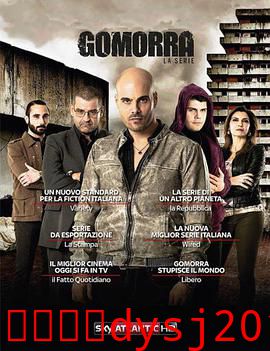 GOMORRA
LA SERIE
UN NUOVO STANDARD
PER LA FICTION ITALIANA
Variety
LA SERIE DI
UN ALTRO PIANETA
la Repubblica
SERIE
DA ESPORTAZIONE
La Stampa
LA NUOVA
MIGLIOR SERIE ITALIANA
Wired
IL MIGLIOR CINEMA
OGGI SI FA IN TV
il Fatto Quotidiano
GOMORRA
STUPISCE IL MONDO
Libero
dysj20